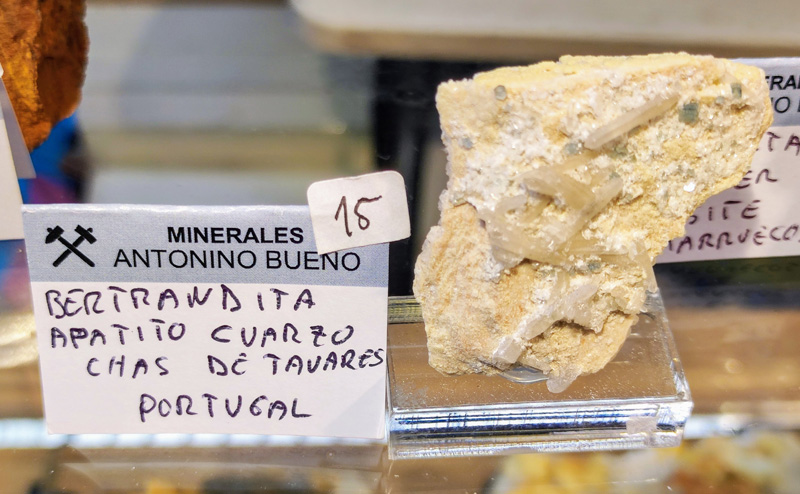 15
MINERALES
ANTONINO BUENO
BERTRANDITA
APATITO CUARZO
CHAS DE TAVARES
PORTUGAL